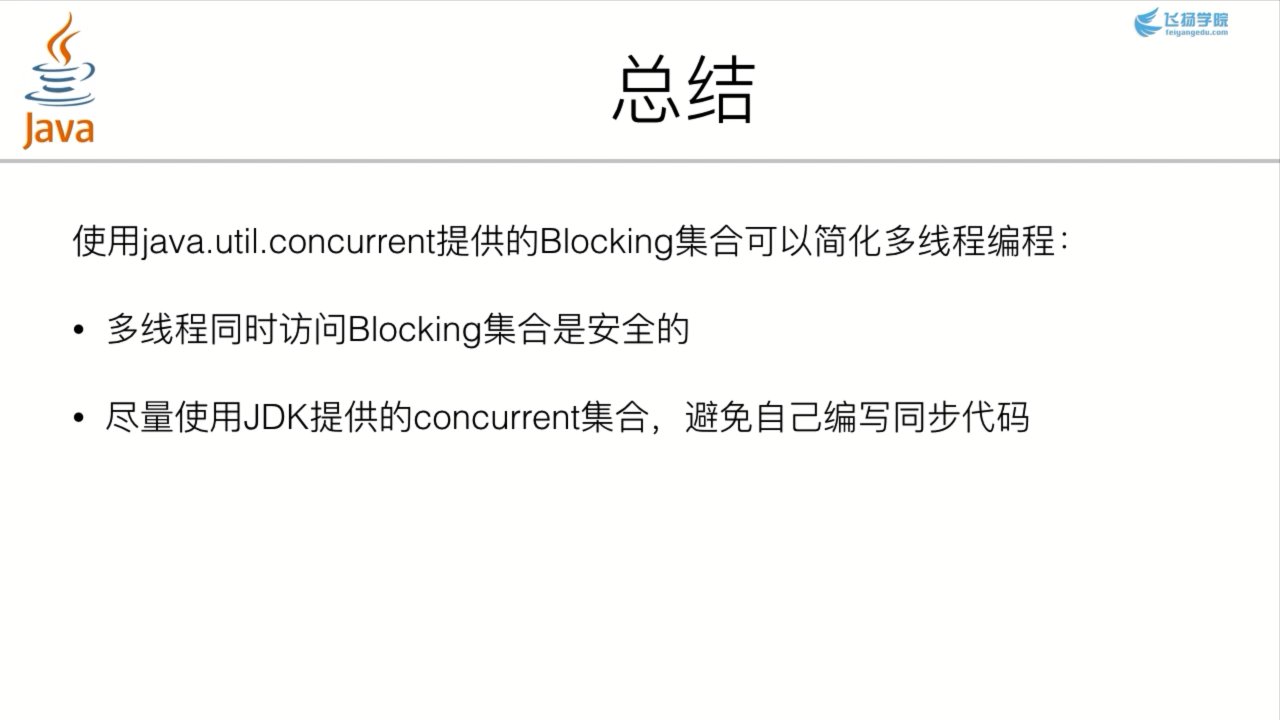 Java
飞扬学院
feiyangedu.com
总结
使用java.util.concurrent提供的Blocking集合可以简化多线程编程：
• 多线程同时访问Blocking集合是安全的
• 尽量使用JDK提供的concurrent集合，避免自己编写同步代码